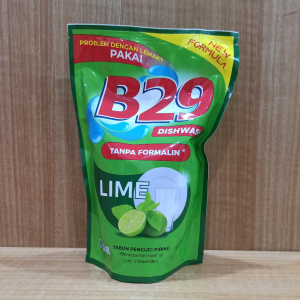 PROBLEM DENGAN LEMAK?
PAKAI
NEW
FORMULA
B29
DISHWASH
TANPA FORMALIN *
LIME
SABUN PENCUCI PIRING